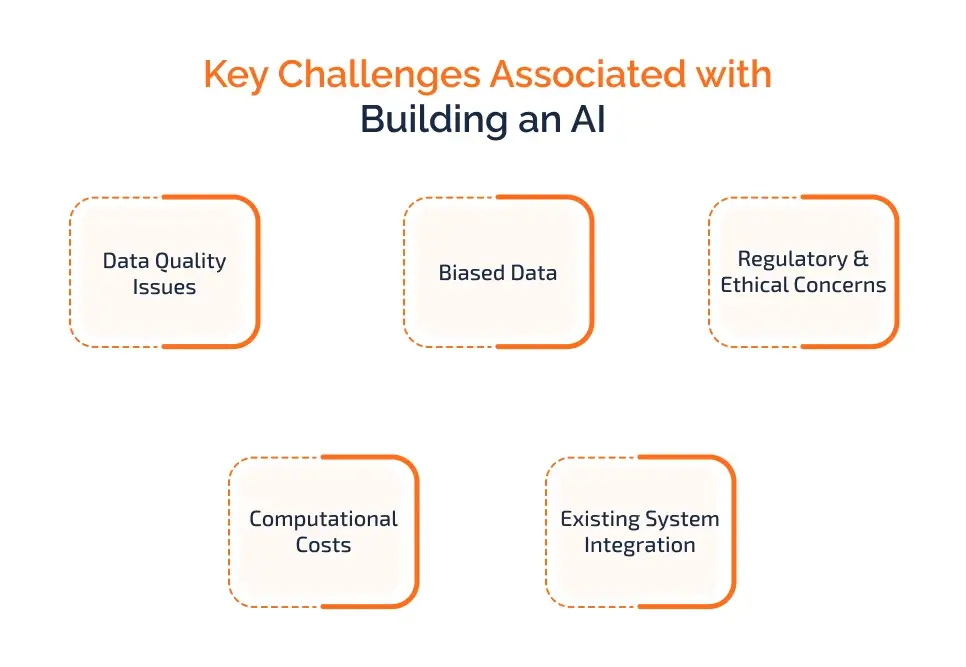 Key Challenges Associated with
Building an AI
Data Quality
Issues
Biased Data
Regulatory &
Ethical Concerns
Computational
Costs
Existing System
Integration